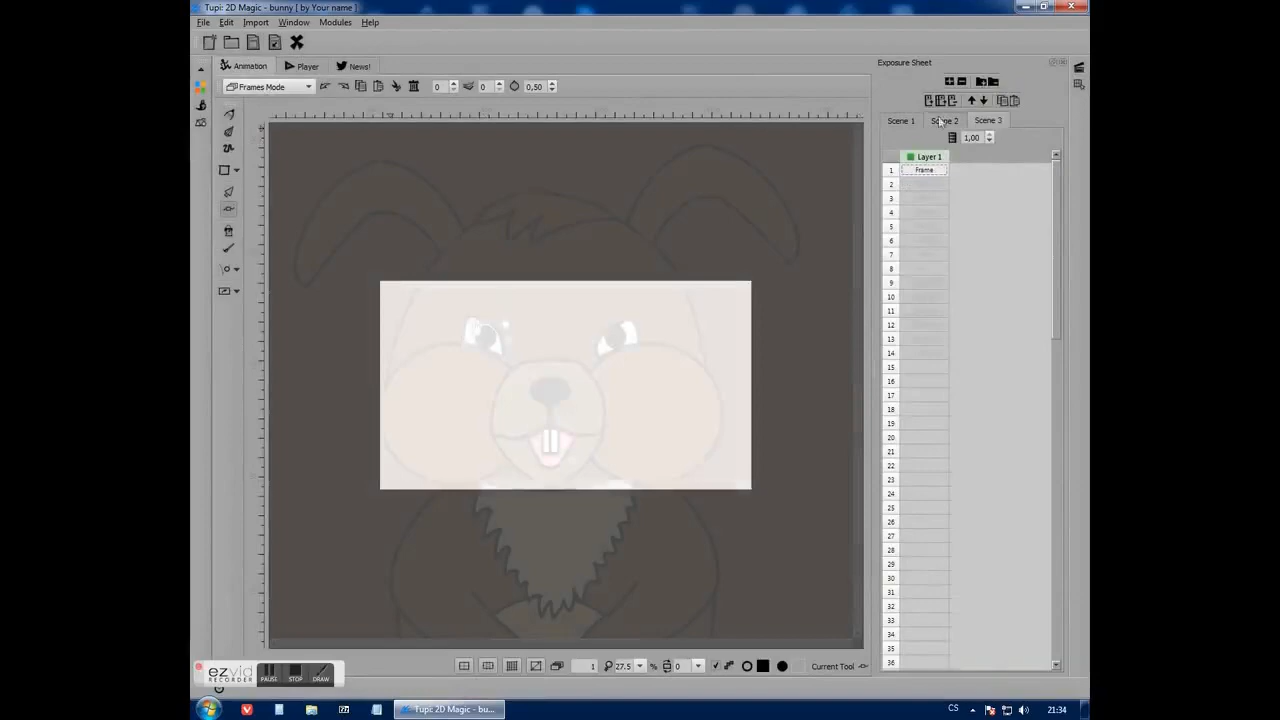 Tupi: 2D Magic - bunny [ by Your name ]
File Edit Import Window Modules Help
Animation Player News!
Frames Mode 0 0 0,50
Exposure Sheet
Scene 1 Scene 2 Scene 3
1,00
Layer 1
1 Frame
2
3
4
5
6
7
8
9
10
11
12
13
14
15
16
17
18
19
20
21
22
23
24
25
26
27
28
29
30
31
32
33
34
35
36
1 27.5 % 0 Current Tool
ezvid
RECORDER
PAUSE STOP DRAW
Tupi: 2D Magic - bu...
CS 21:34